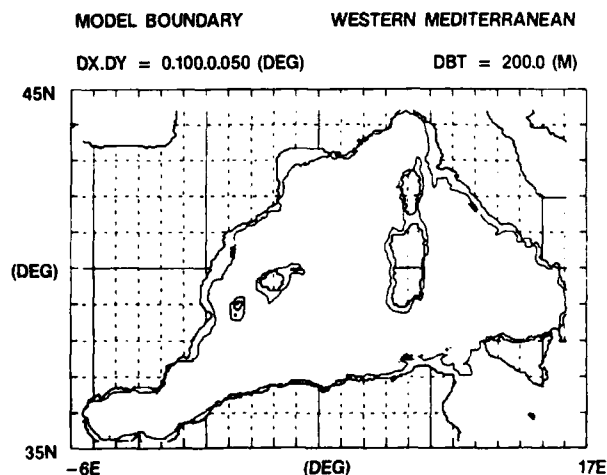 MODEL BOUNDARY WESTERN MEDITERRANEAN
DX.DY = 0.100.0.050 (DEG) DBT = 200.0 (M)
45N
(DEG)
35N
-6E (DEG) 17E